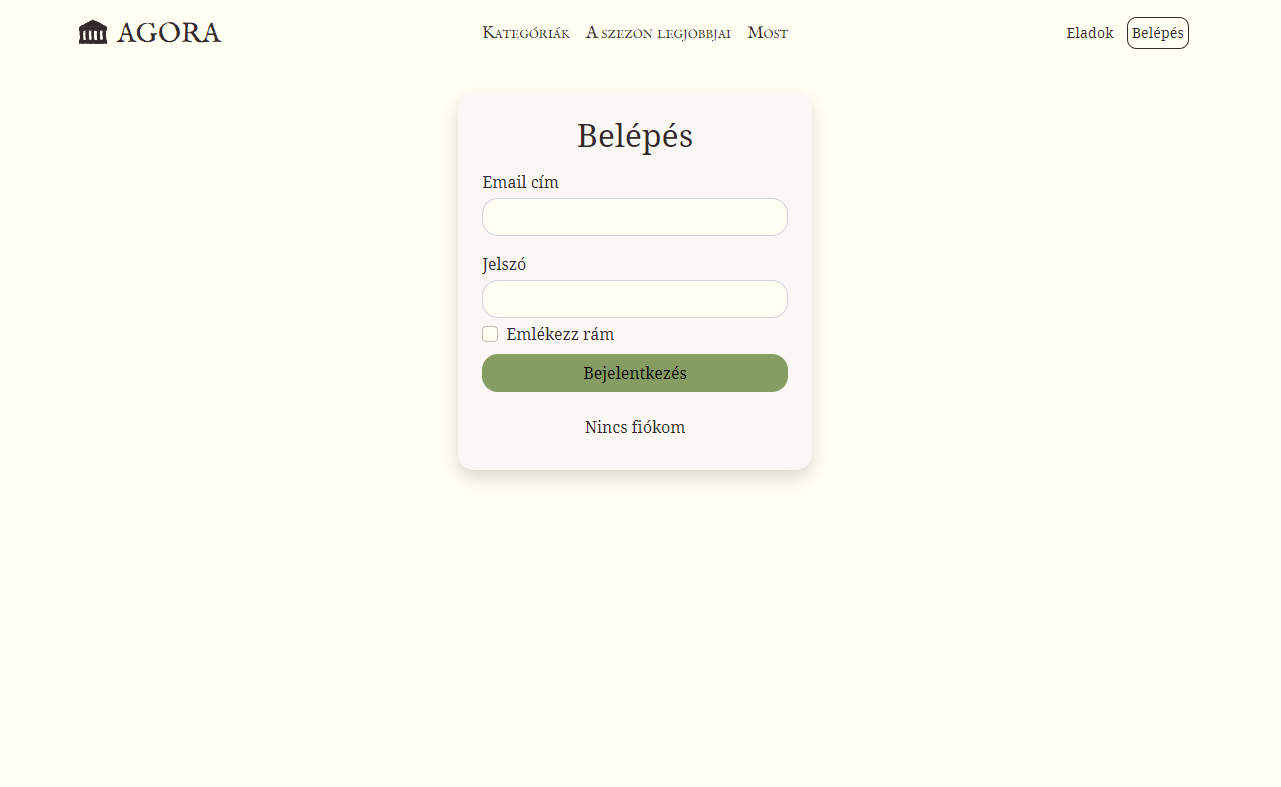 AGORA
Kategóriák A szezon legjobbjai Most
Eladok Belépés
Belépés
Email cím
Jelszó
Emlékezz rám
Bejelentkezés
Nincs fiókom